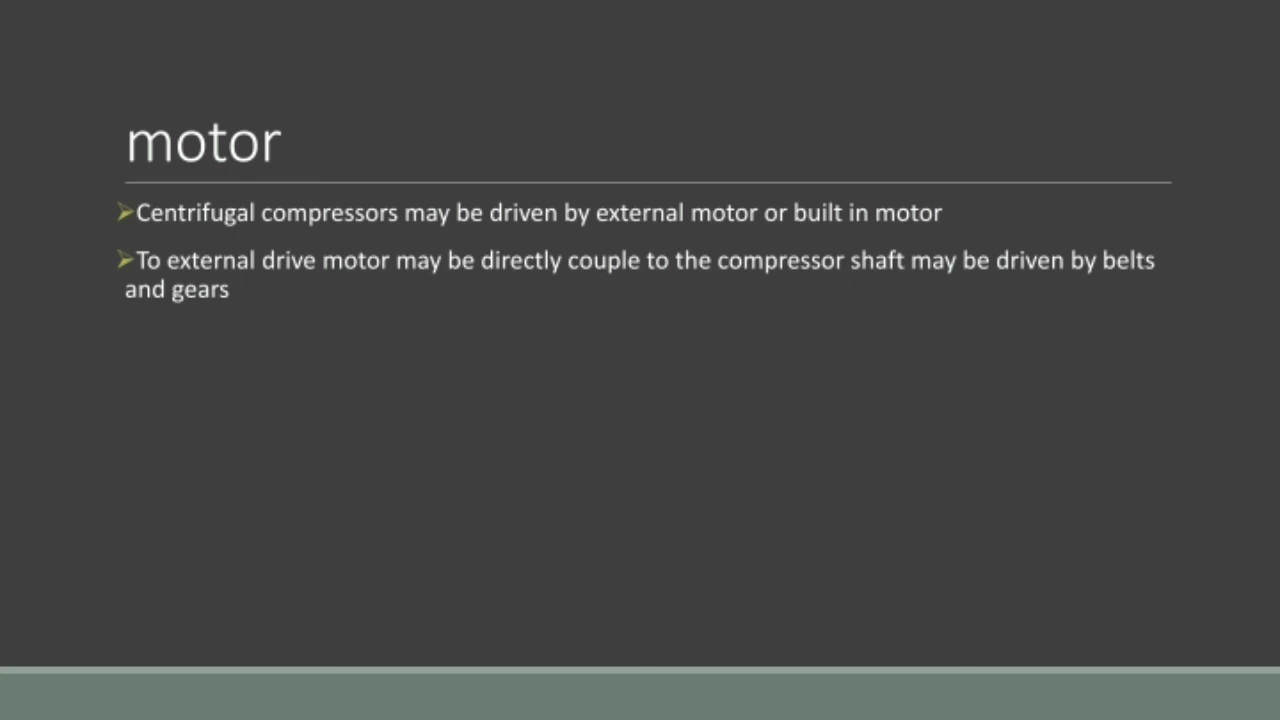 motor
➢Centrifugal compressors may be driven by external motor or built in motor
➢To external drive motor may be directly couple to the compressor shaft may be driven by belts
and gears